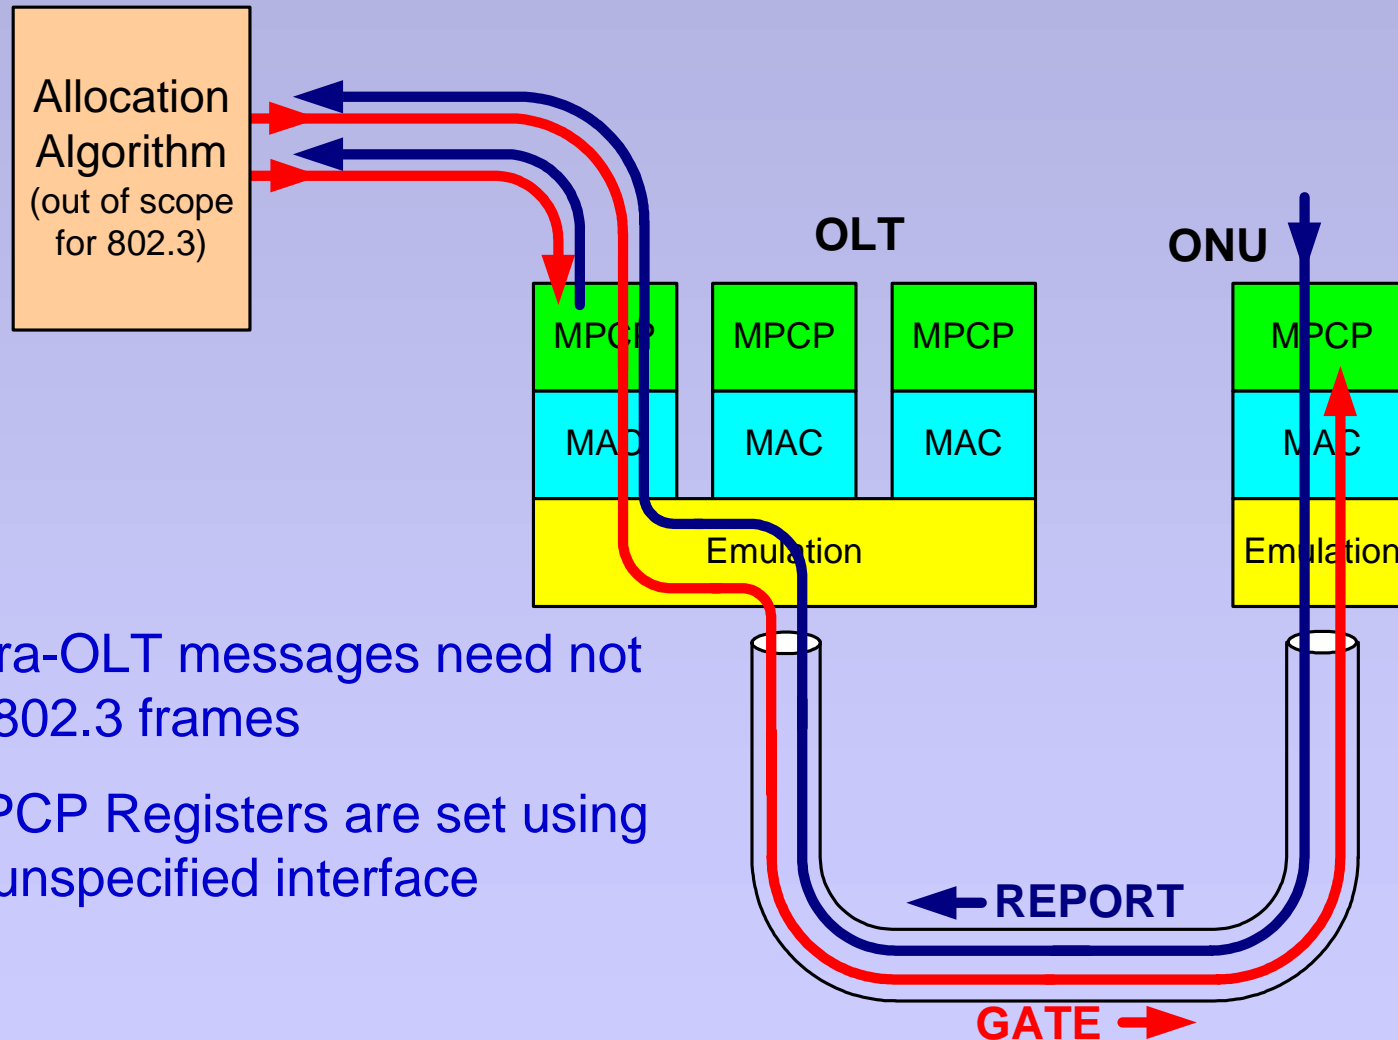 Allocation
Algorithm
(out of scope
for 802.3)
OLT
ONU
MPCP MPCP MPCP MPCP
MAC MAC MAC MAC
Emulation Emulation
ra-OLT messages need not
802.3 frames
PCP Registers are set using
unspecified interface
REPORT
GATE